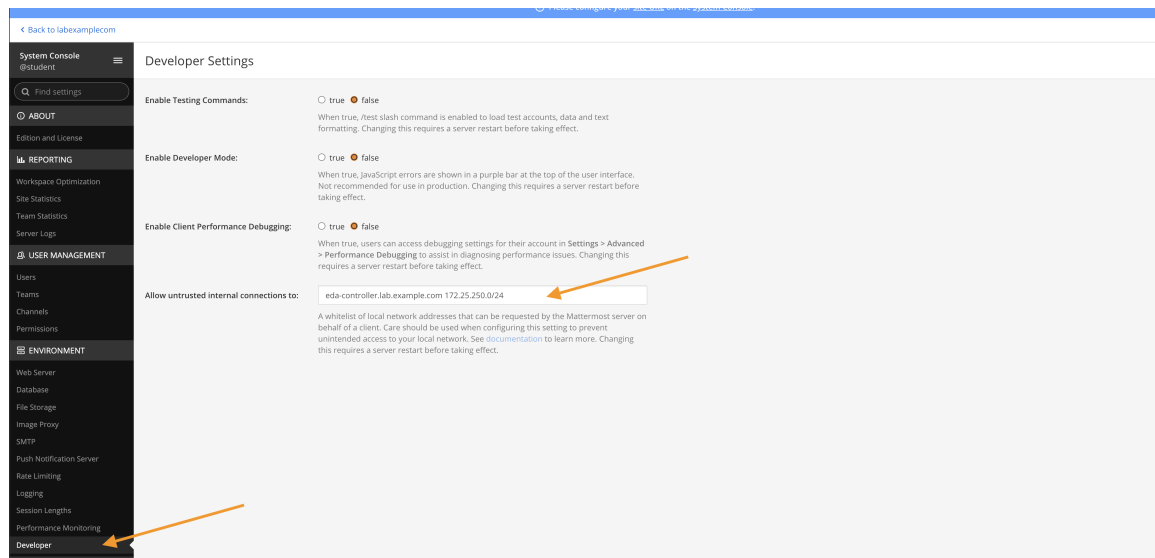 Please configure your Site URL on the System Console.
Back to labexamplecom
System Console
@student
Find settings
ABOUT
Edition and License
REPORTING
Workspace Optimization
Site Statistics
Team Statistics
Server Logs
USER MANAGEMENT
Users
Teams
Channels
Permissions
ENVIRONMENT
Web Server
Database
File Storage
Image Proxy
SMTP
Push Notification Server
Rate Limiting
Logging
Session Lengths
Performance Monitoring
Developer
Developer Settings
Enable Testing Commands: true false
When true, /test slash command is enabled to load test accounts, data and text
formatting. Changing this requires a server restart before taking effect.
Enable Developer Mode: true false
When true, JavaScript errors are shown in a purple bar at the top of the user interface.
Not recommended for use in production. Changing this requires a server restart before
taking effect.
Enable Client Performance Debugging: true false
When true, users can access debugging settings for their account in Settings > Advanced
> Performance Debugging to assist in diagnosing performance issues. Changing this
requires a server restart before taking effect.
Allow untrusted internal connections to: eda-controller.lab.example.com 172.25.250.0/24
A whitelist of local network addresses that can be requested by the Mattermost server on
behalf of a client. Care should be used when configuring this setting to prevent
unintended access to your local network. See documentation to learn more. Changing
this requires a server restart before taking effect.